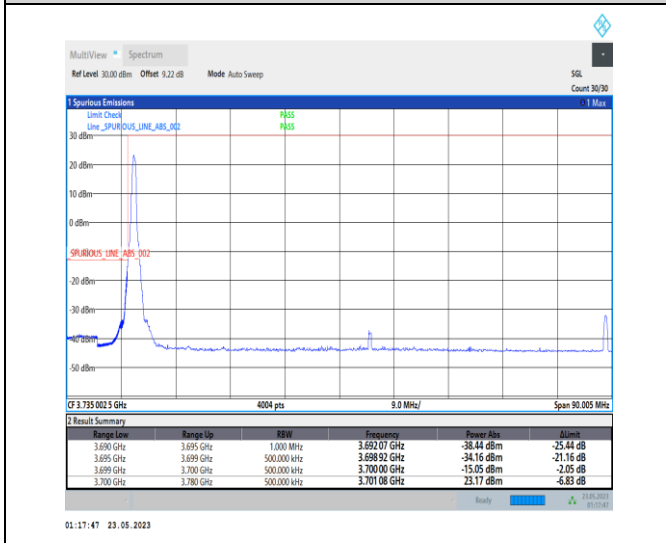 MultiView Spectrum
Ref Level 30.00 dBm Offset 9.22 dB Mode Auto Sweep SGL
Count 30/30
1 Spurious Emissions 1 Max
Limit Check PASS
Line _SPURIOUS_LINE_ABS_002 PASS
30 dBm
20 dBm
10 dBm
0 dBm
_SPURIOUS_LINE_ABS_002
-20 dBm
-30 dBm
-40 dBm
-50 dBm
CF 3.735 002 5 GHz 4004 pts 9.0 MHz/ Span 90.005 MHz
2 Result Summary
Range Low Range Up RBW Frequency Power Abs ΔLimit
3.690 GHz 3.695 GHz 1.000 MHz 3.692 07 GHz -38.44 dBm -25.44 dB
3.695 GHz 3.699 GHz 500.000 kHz 3.698 92 GHz -34.16 dBm -21.16 dB
3.699 GHz 3.700 GHz 500.000 kHz 3.700 00 GHz -15.05 dBm -2.05 dB
3.700 GHz 3.780 GHz 500.000 kHz 3.701 08 GHz 23.17 dBm -6.83 dB
Ready 23.05.2023
01:17:47
01:17:47 23.05.2023